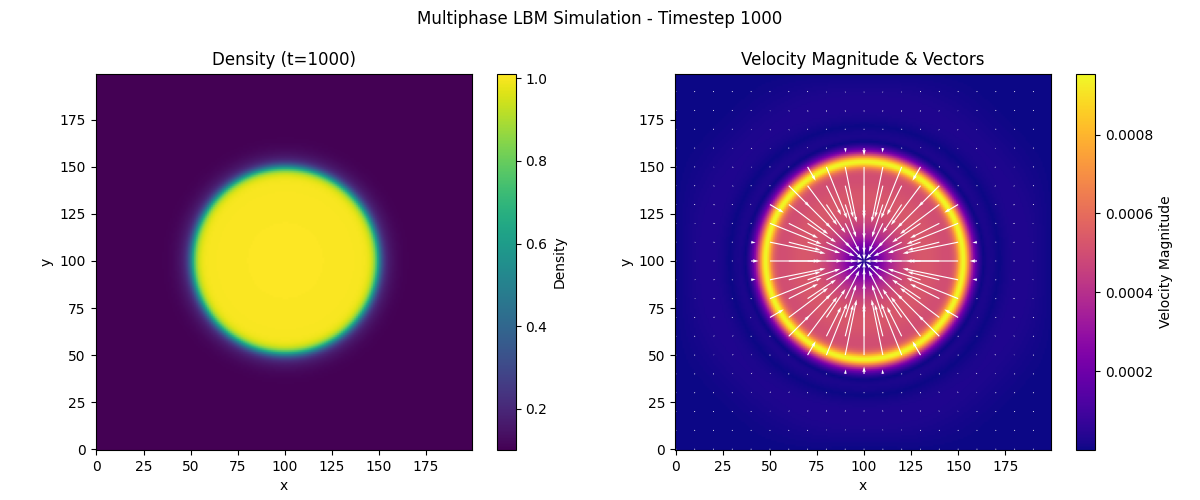 Multiphase LBM Simulation - Timestep 1000
Density (t=1000)
175
150
125
100
75
50
25
0
y
0 25 50 75 100 125 150 175
x
1.0
0.8
0.6
0.4
0.2
Density
Velocity Magnitude & Vectors
175
150
125
100
75
50
25
0
y
0 25 50 75 100 125 150 175
x
0.0008
0.0006
0.0004
0.0002
Velocity Magnitude